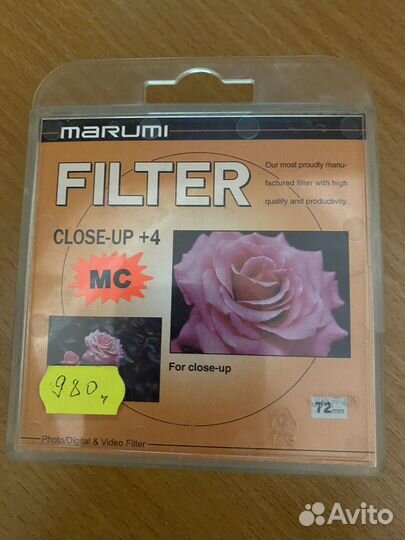 marumi
FILTER
Our most proudly manu-
factured filter with high
quality and productivity.
CLOSE-UP +4
MC
For close-up
980
72mm
Photo/Digital & Video Filter
Avito